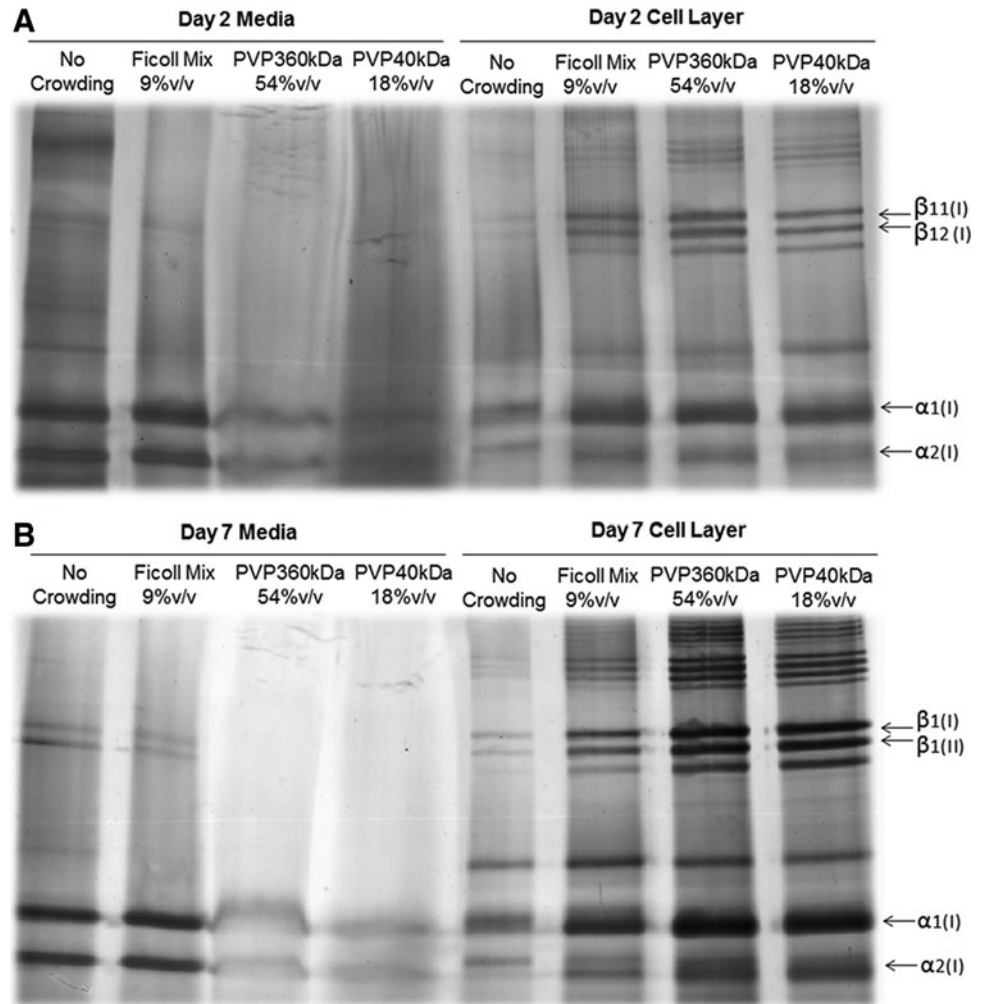 A
Day 2 Media
Day 2 Cell Layer
No Crowding
Ficoll Mix 9%v/v
PVP360kDa 54%v/v
PVP40kDa 18%v/v
No Crowding
Ficoll Mix 9%v/v
PVP360kDa 54%v/v
PVP40kDa 18%v/v
β11(I)
β12 (I)
α1(I)
α2(I)
B
Day 7 Media
Day 7 Cell Layer
No Crowding
Ficoll Mix 9%v/v
PVP360kDa 54%v/v
PVP40kDa 18%v/v
No Crowding
Ficoll Mix 9%v/v
PVP360kDa 54%v/v
PVP40kDa 18%v/v
β1(I)
β1(II)
α1(I)
α2(I)